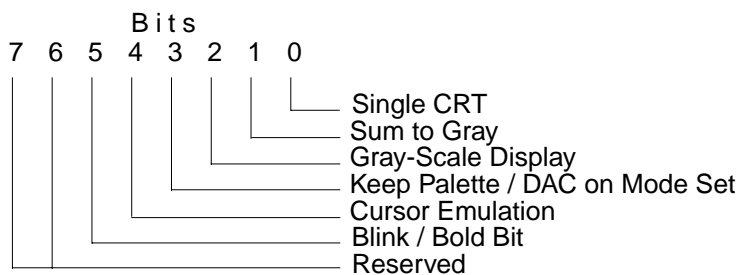 Bits
7 6 5 4 3 2 1 0
Single CRT
Sum to Gray
Gray-Scale Display
Keep Palette / DAC on Mode Set
Cursor Emulation
Blink / Bold Bit
Reserved